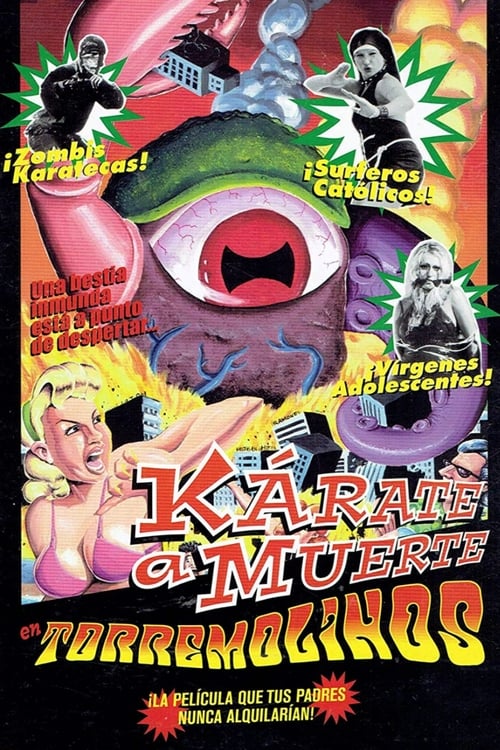 ¡Zombis
Karatecas!
¡Surferos
Católicos!
Una bestia
inmunda
está a punto
de despertar...
¡Vírgenes
Adolescentes!
KÁRATE
a MUERTE
en TORREMOLINOS
¡LA PELÍCULA QUE TUS PADRES
NUNCA ALQUILARÍAN!